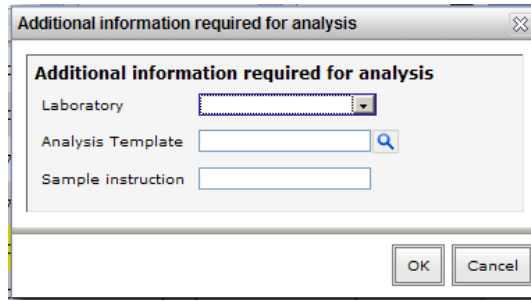 Additional information required for analysis
Additional information required for analysis
Laboratory
Analysis Template
Sample instruction
OK Cancel